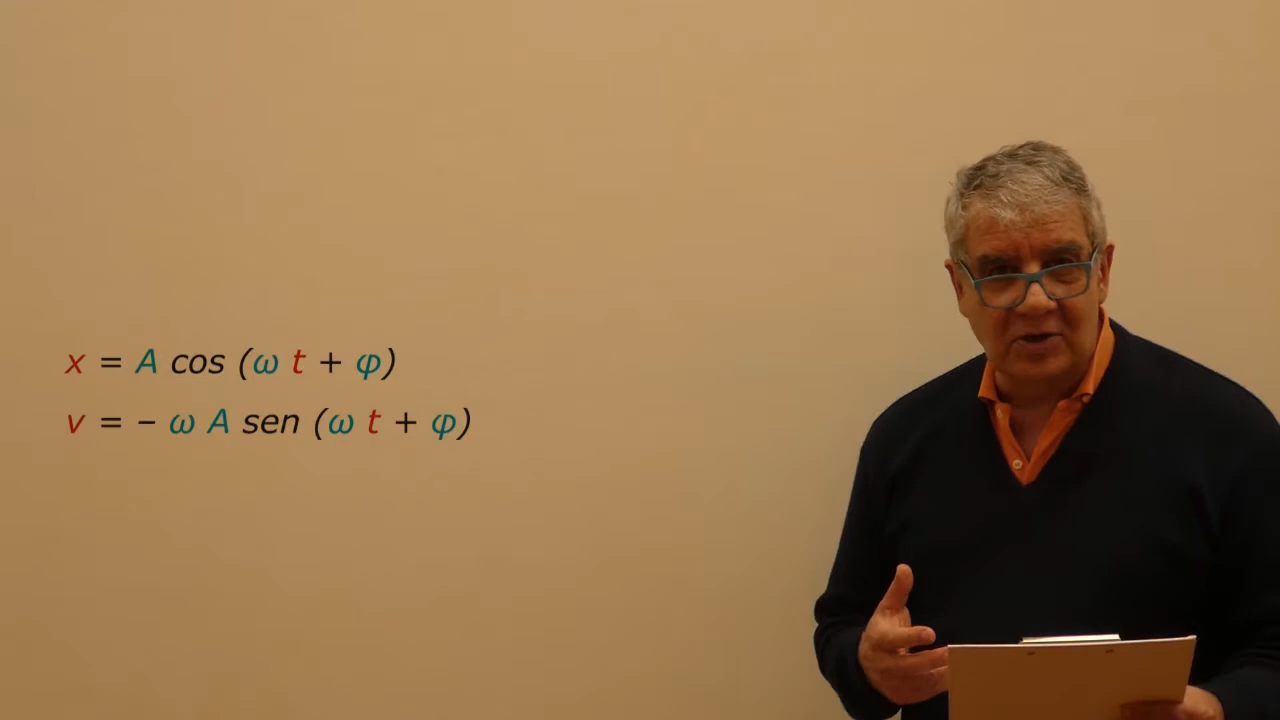 x = A cos (ω t + φ)
v = – ω A sen (ω t + φ)